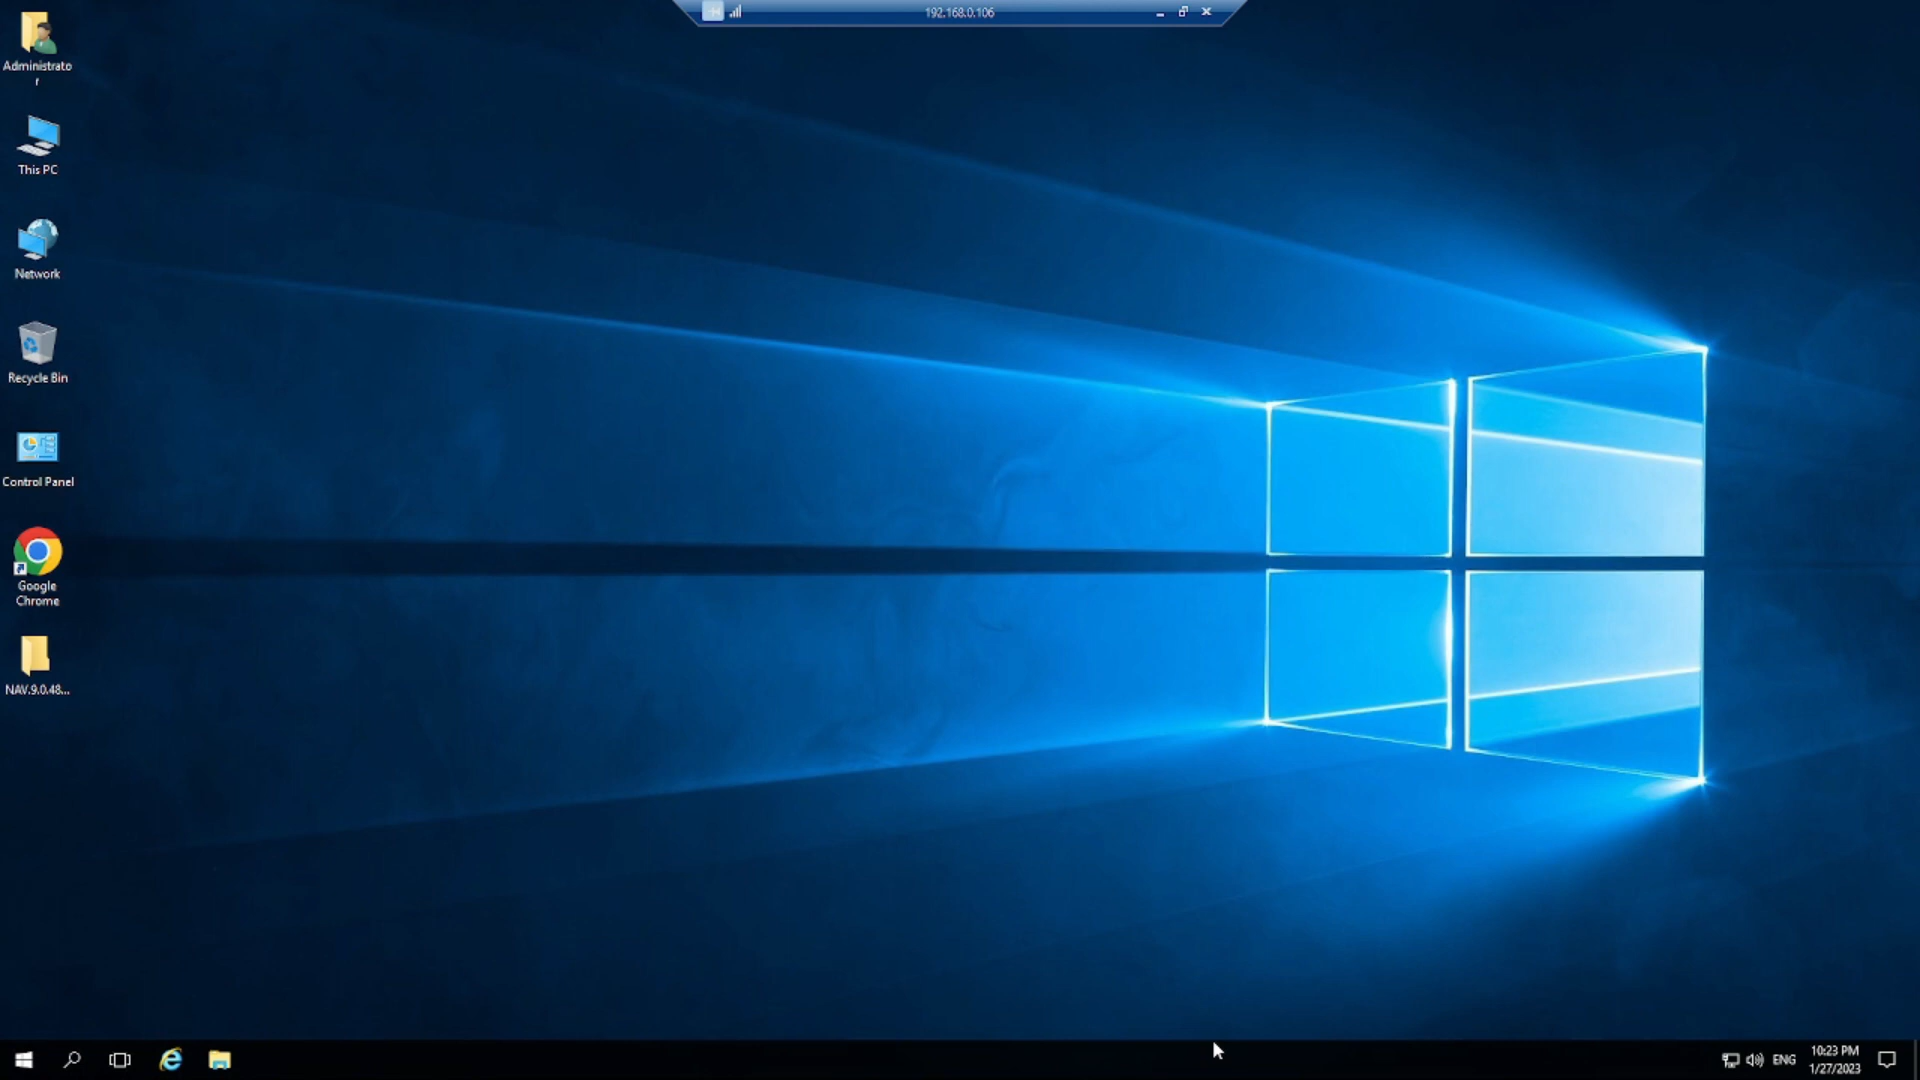 192.168.0.106
Administrato
r
This PC
Network
Recycle Bin
Control Panel
Google
Chrome
NAV.9.0.48...
ENG
10:23 PM
1/27/2023